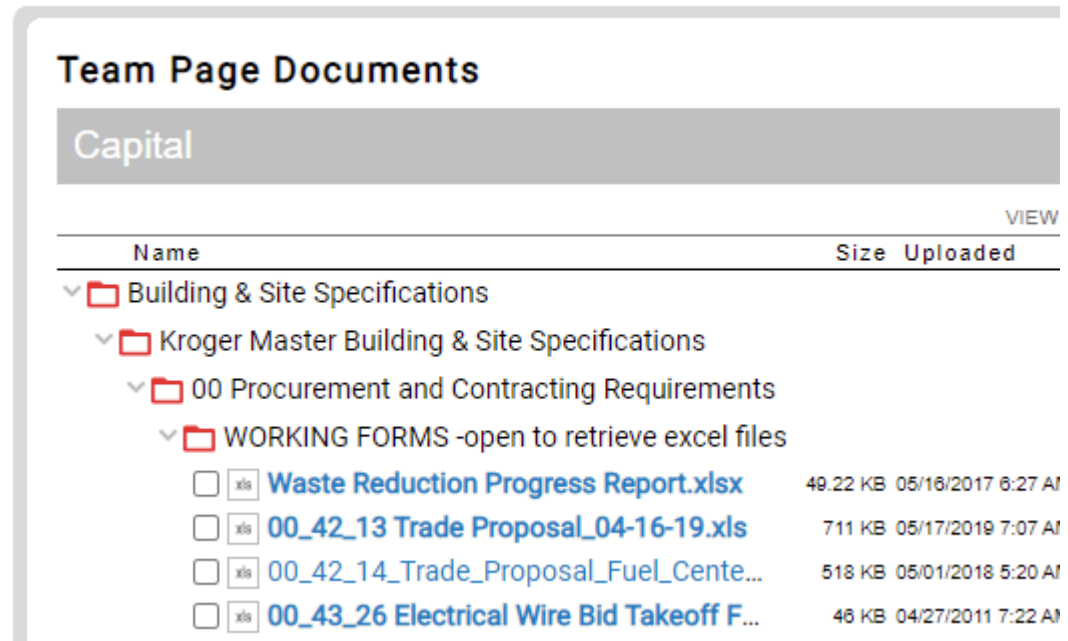 Team Page Documents
Capital
VIEW
Name Size Uploaded
Building & Site Specifications
Kroger Master Building & Site Specifications
00 Procurement and Contracting Requirements
WORKING FORMS -open to retrieve excel files
xls Waste Reduction Progress Report.xlsx 49.22 KB 05/16/2017 6:27 AM
xls 00_42_13 Trade Proposal_04-16-19.xls 711 KB 05/17/2019 7:07 AM
xls 00_42_14_Trade_Proposal_Fuel_Cente... 518 KB 05/01/2018 5:20 AM
xls 00_43_26 Electrical Wire Bid Takeoff F... 46 KB 04/27/2011 7:22 AM